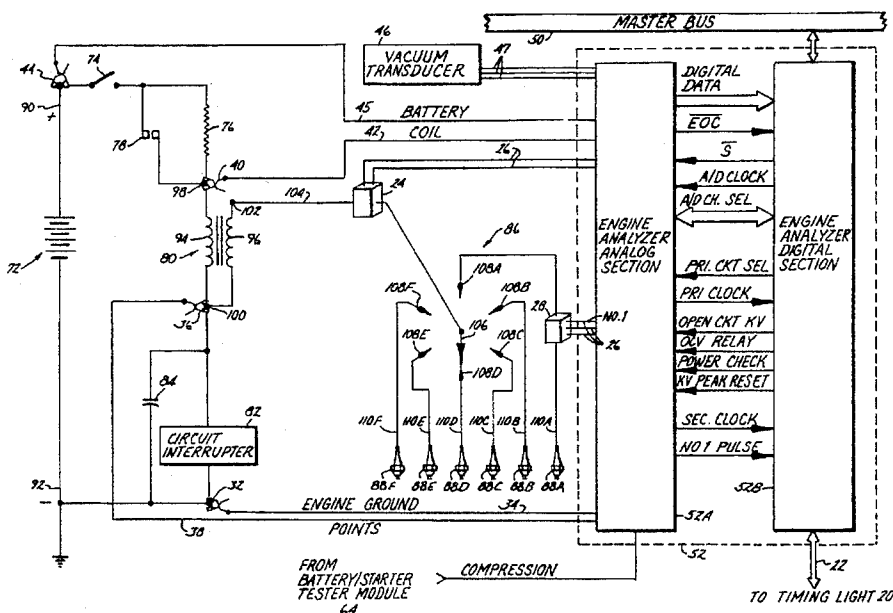 MASTER BUS
50
46
VACUUM
TRANSDUCER
47
44
74
90
+
45
BATTERY
42
COIL
76
78
40
98
26
104
102
24
94
96
80
72
36
100
86
108A
108F
108B
28
NO.1
26
108E
106
108C
108D
84
82
CIRCUIT
INTERRUPTER
110F
110E
110D
110C
110B
110A
88F
88E
88D
88C
88B
88A
92
-
32
ENGINE GROUND
34
38
POINTS
FROM
BATTERY/STARTER
TESTER MODULE
64
COMPRESSION
ENGINE
ANALYZER
ANALOG
SECTION
52A
DIGITAL
DATA
EOC
S
A/D CLOCK
A/D CH. SEL
PRI. CKT SEL
PRI CLOCK
OPEN CKT KV
OCV RELAY
POWER CHECK
KV PEAK RESET
SEC. CLOCK
NO 1 PULSE
ENGINE
ANALYZER
DIGITAL
SECTION
52B
52
22
TO TIMING LIGHT 20